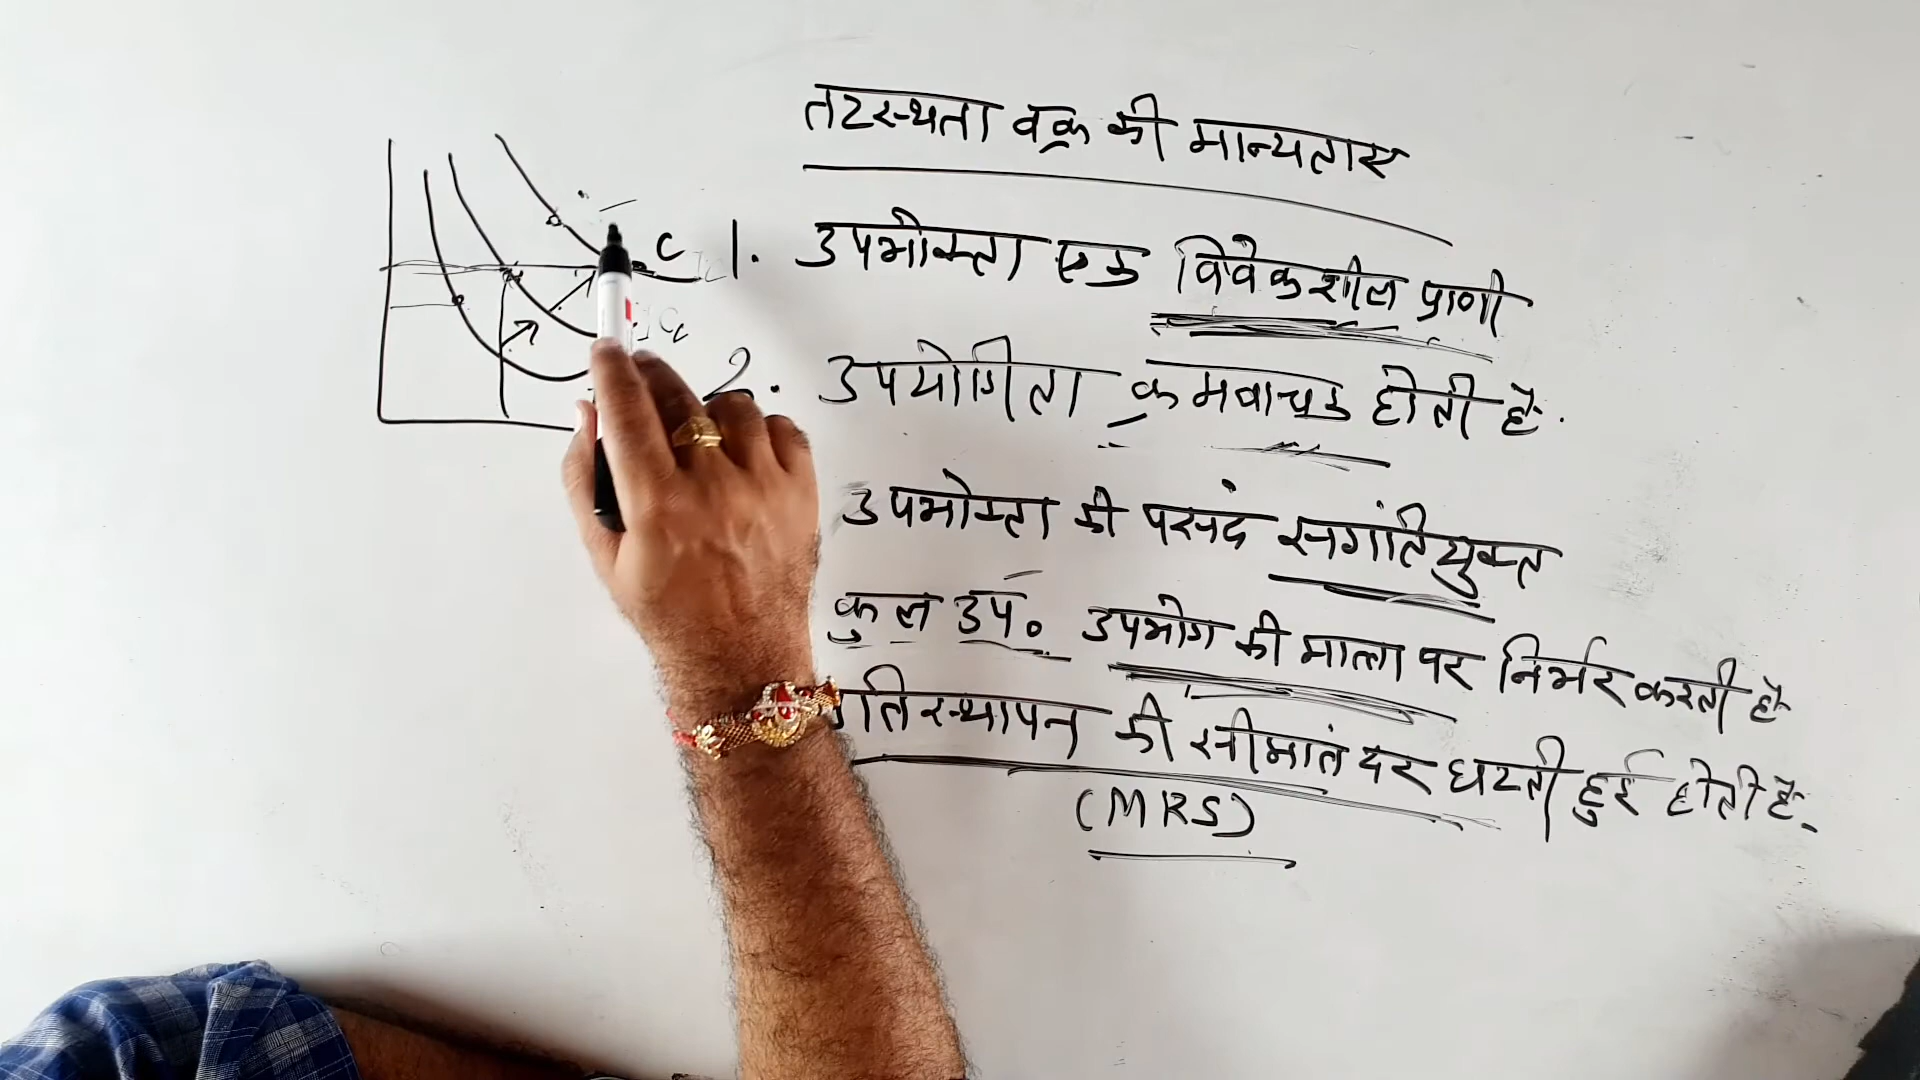 तटस्थता वक्र की मान्यताए
1. उपभोक्ता एक विवेकशील प्राणी
2. उपयोगिता क्रमवाचक होती है.
उपभोक्ता की पसंद सगांतियुक्त
कुल उप० उपभोग की मात्ला पर निर्भर करती है
प्रतिस्थापन की सीमातं दर घटती हुई होती है.
(MRS)
C